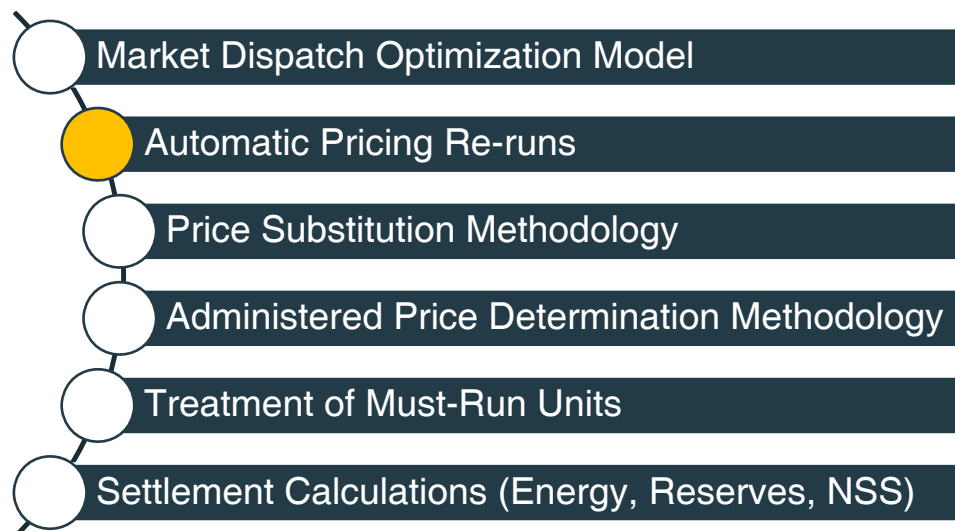 Market Dispatch Optimization Model
Automatic Pricing Re-runs
Price Substitution Methodology
Administered Price Determination Methodology
Treatment of Must-Run Units
Settlement Calculations (Energy, Reserves, NSS)